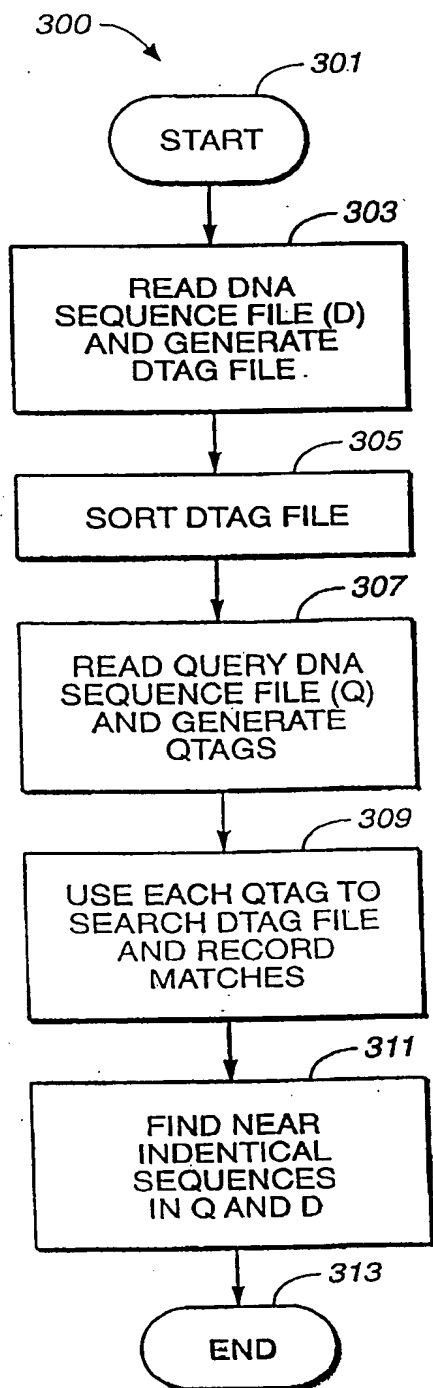 300
301
START
303
READ DNA
SEQUENCE FILE (D)
AND GENERATE
DTAG FILE
305
SORT DTAG FILE
307
READ QUERY DNA
SEQUENCE FILE (Q)
AND GENERATE
QTAGS
309
USE EACH QTAG TO
SEARCH DTAG FILE
AND RECORD
MATCHES
311
FIND NEAR
INDENTICAL
SEQUENCES
IN Q AND D
313
END